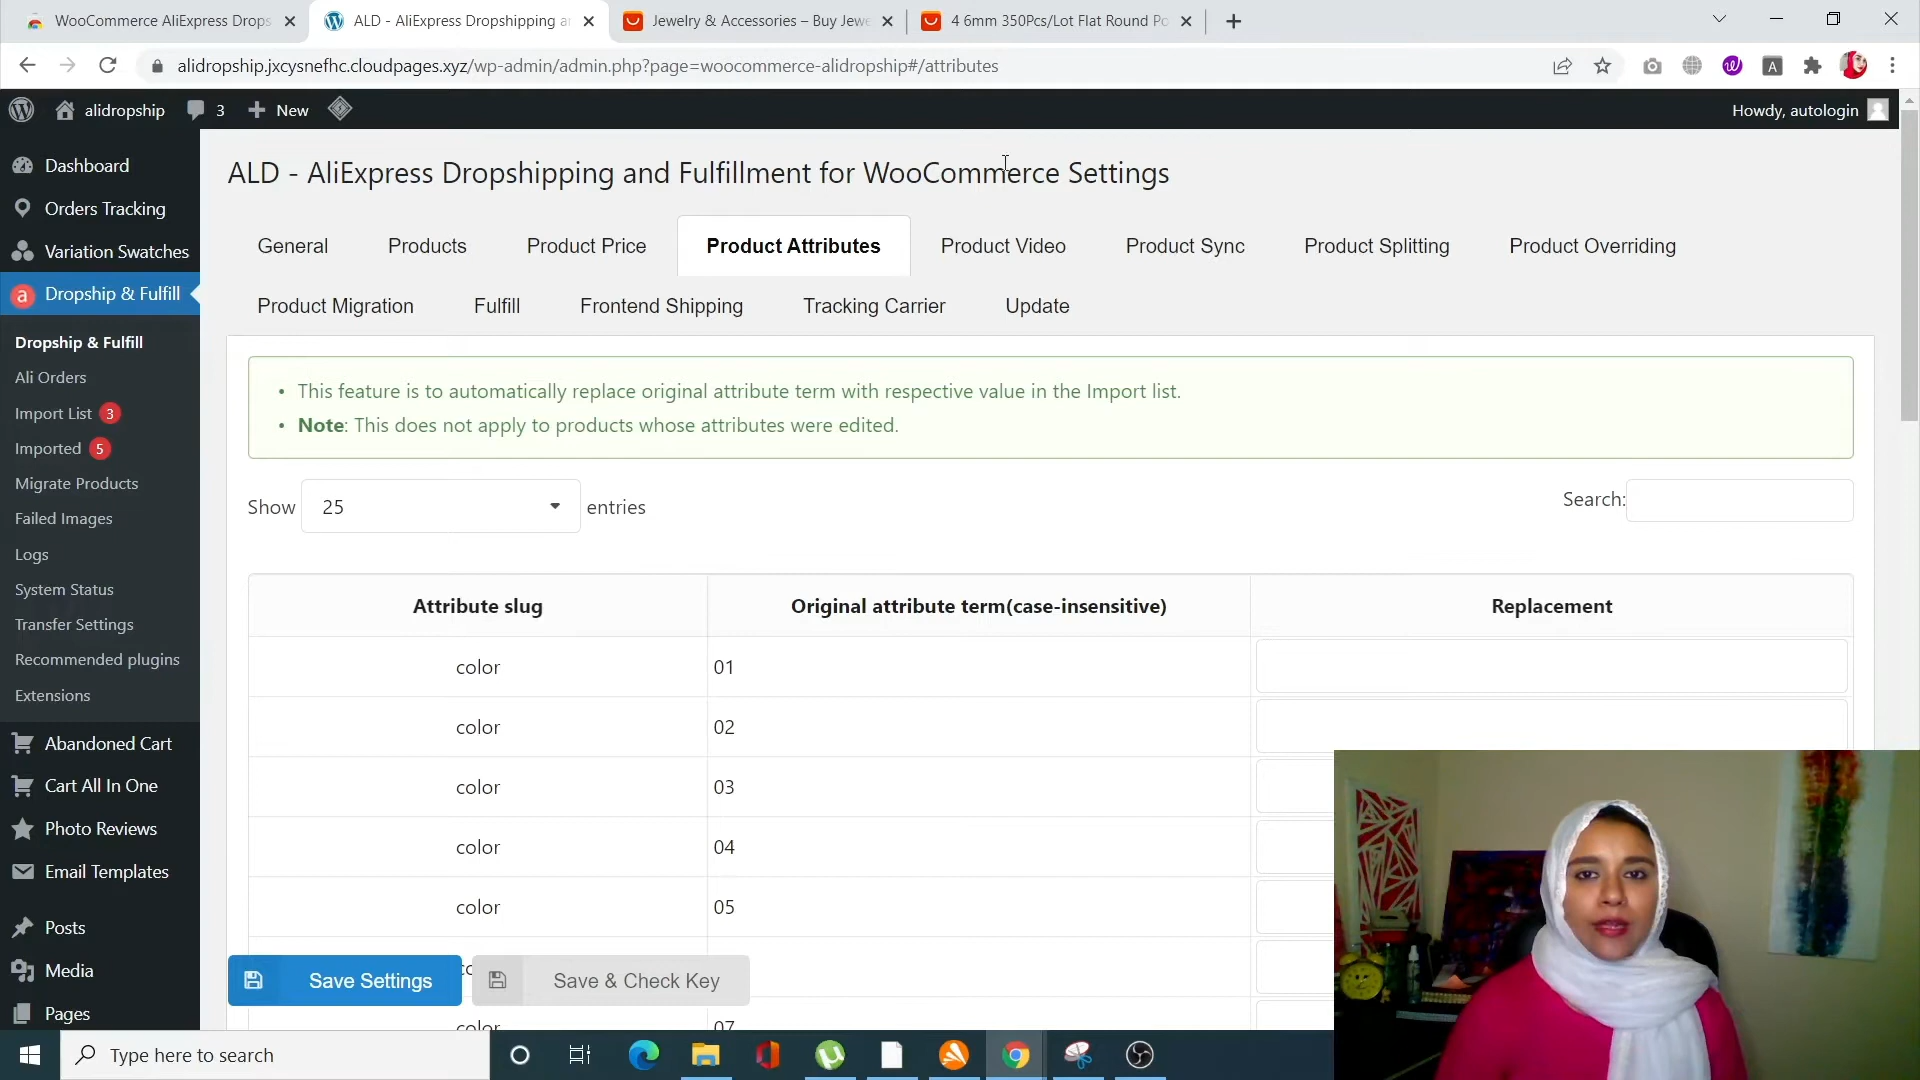 WooCommerce AliExpress Drops
ALD - AliExpress Dropshipping a
Jewelry & Accessories – Buy Jewe
4 6mm 350Pcs/Lot Flat Round Po
alidropship.jxcysnefhc.cloudpages.xyz/wp-admin/admin.php?page=woocommerce-alidropship#/attributes
alidropship
3
New
Howdy, autologin
Dashboard
Orders Tracking
Variation Swatches
Dropship & Fulfill
Dropship & Fulfill
Ali Orders
Import List 3
Imported 5
Migrate Products
Failed Images
Logs
System Status
Transfer Settings
Recommended plugins
Extensions
Abandoned Cart
Cart All In One
Photo Reviews
Email Templates
Posts
Media
Pages
ALD - AliExpress Dropshipping and Fulfillment for WooCommerce Settings
General Products Product Price Product Attributes Product Video Product Sync Product Splitting Product Overriding
Product Migration Fulfill Frontend Shipping Tracking Carrier Update
• This feature is to automatically replace original attribute term with respective value in the Import list.
• Note: This does not apply to products whose attributes were edited.
Show 25 entries
Search:
Attribute slug Original attribute term(case-insensitive) Replacement
color 01
color 02
color 03
color 04
color 05
co
color 07
Save Settings
Save & Check Key
Type here to search